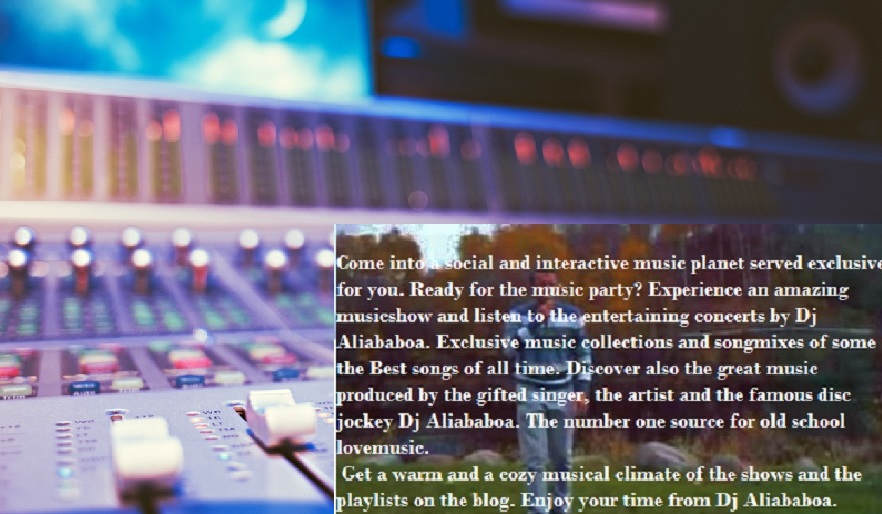 Come into a social and interactive music planet served exclusive
for you. Ready for the music party? Experience an amazing
musicshow and listen to the entertaining concerts by Dj
Aliababoa. Exclusive music collections and songmixes of some
the Best songs of all time. Discover also the great music
produced by the gifted singer, the artist and the famous disc
jockey Dj Aliababoa. The number one source for old school
lovemusic.
Get a warm and a cozy musical climate of the shows and the
playlists on the blog. Enjoy your time from Dj Aliababoa.